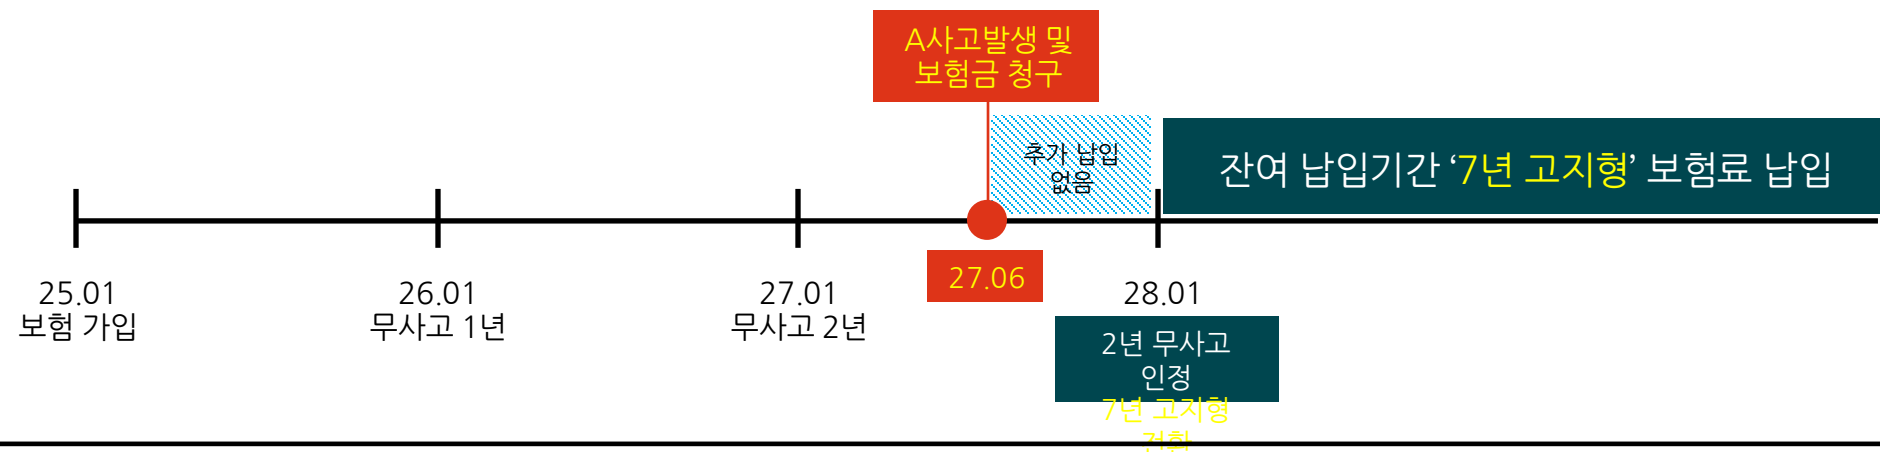 A사고발생 및
보험금 청구
추가 납입
없음
잔여 납입기간 ‘7년 고지형’ 보험료 납입
27.06
25.01
보험 가입
26.01
무사고 1년
27.01
무사고 2년
28.01
2년 무사고
인정
7년 고지형
전환